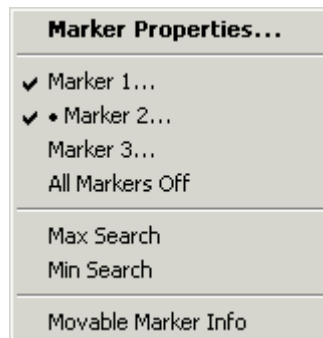 Marker Properties...
✔ Marker 1...
✔ • Marker 2...
Marker 3...
All Markers Off
Max Search
Min Search
Movable Marker Info